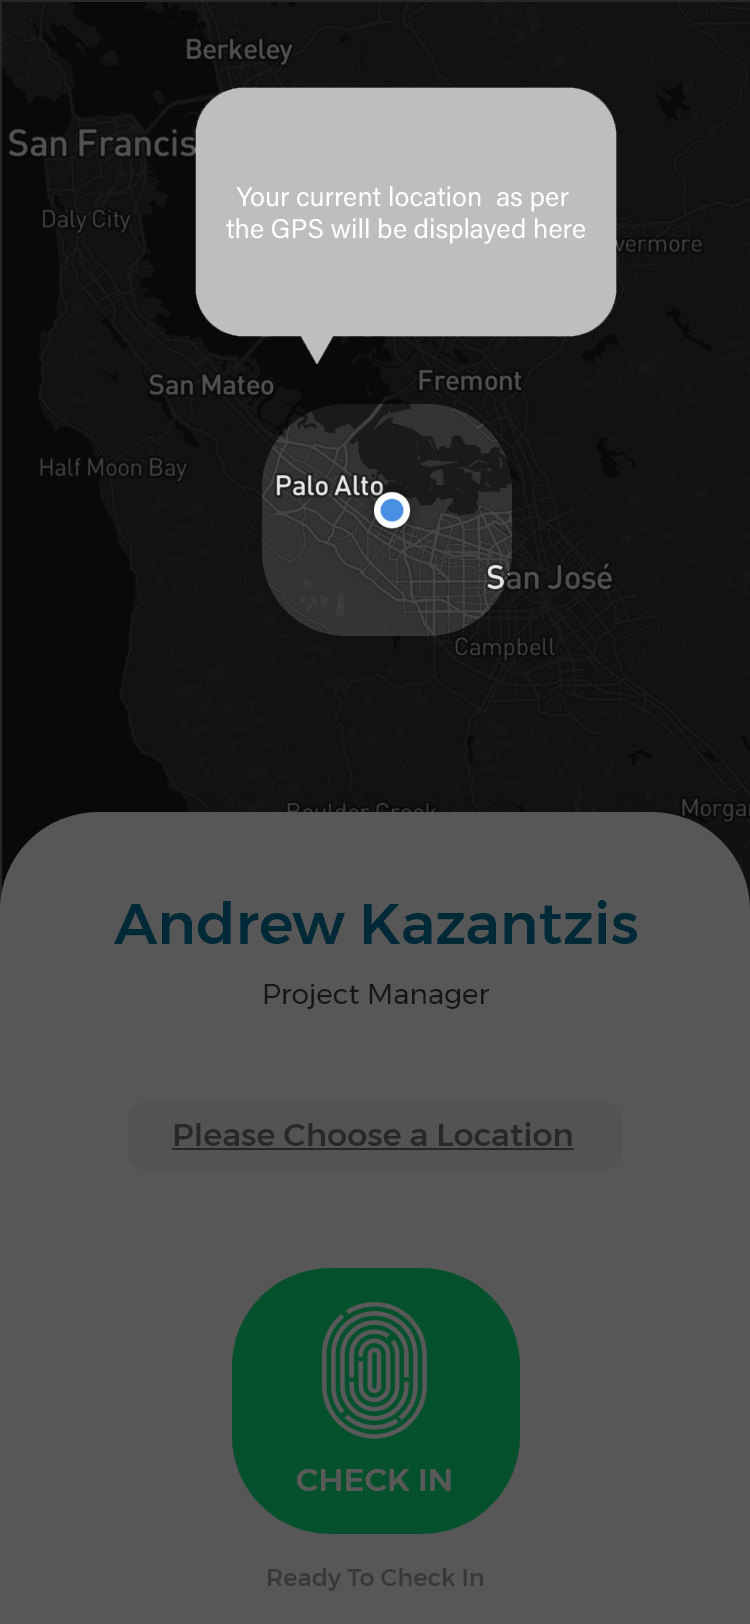 Berkeley
San Francis
Daly City
Your current location  as per
the GPS will be displayed here
vermore
San Mateo
Fremont
Half Moon Bay
Palo Alto
San José
Campbell
Boulder Creek
Morgan
Andrew Kazantzis
Project Manager
Please Choose a Location
CHECK IN
Ready To Check In